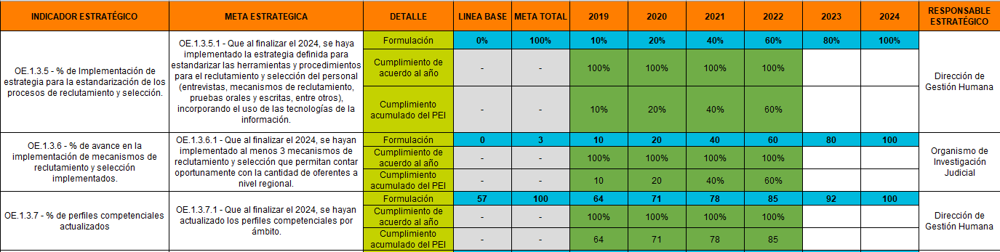 INDICADOR ESTRATÉGICO META ESTRATEGICA DETALLE LINEA BASE META TOTAL 2019 2020 2021 2022 2023 2024 RESPONSABLE ESTRATÉGICO
OE.1.3.5 - % de Implementación de
estrategia para la estandarización de los
procesos de reclutamiento y selección.
OE.1.3.5.1 - Que al finalizar el 2024, se haya
implementado la estrategia definida para
estandarizar las herramientas y procedimientos
para el reclutamiento y selección del personal
(entrevistas, mecanismos de reclutamiento,
pruebas orales y escritas, entre otros),
incorporando el uso de las tecnologías de la
información.
Formulación 0% 100% 10% 20% 40% 60% 80% 100%
Cumplimiento de
acuerdo al año - - 100% 100% 100% 100%
Cumplimiento
acumulado del PEI - - 10% 20% 40% 60%
Dirección de
Gestión Humana
OE.1.3.6 - % de avance en la
implementación de mecanismos de
reclutamiento y selección
implementados.
OE.1.3.6.1 - Que al finalizar el 2024, se hayan
implementado al menos 3 mecanismos de
reclutamiento y selección que permitan contar
oportunamente con la cantidad de oferentes a
nivel regional.
Formulación 0 3 10 20 40 60 80 100
Cumplimiento de
acuerdo al año - - 100% 100% 100% 100%
Cumplimiento
acumulado del PEI - - 10 20 40% 60%
Organismo de
Investigación
Judicial
OE.1.3.7 - % de perfiles competenciales
actualizados
OE.1.3.7.1 - Que al finalizar el 2024, se hayan
actualizado los perfiles competenciales por
ámbito.
Formulación 57 100 64 71 78 85 92 100
Cumplimiento de
acuerdo al año - - 100% 100% 100% 100%
Cumplimiento
acumulado del PEI - - 64 71 78 85
Dirección de
Gestión Humana